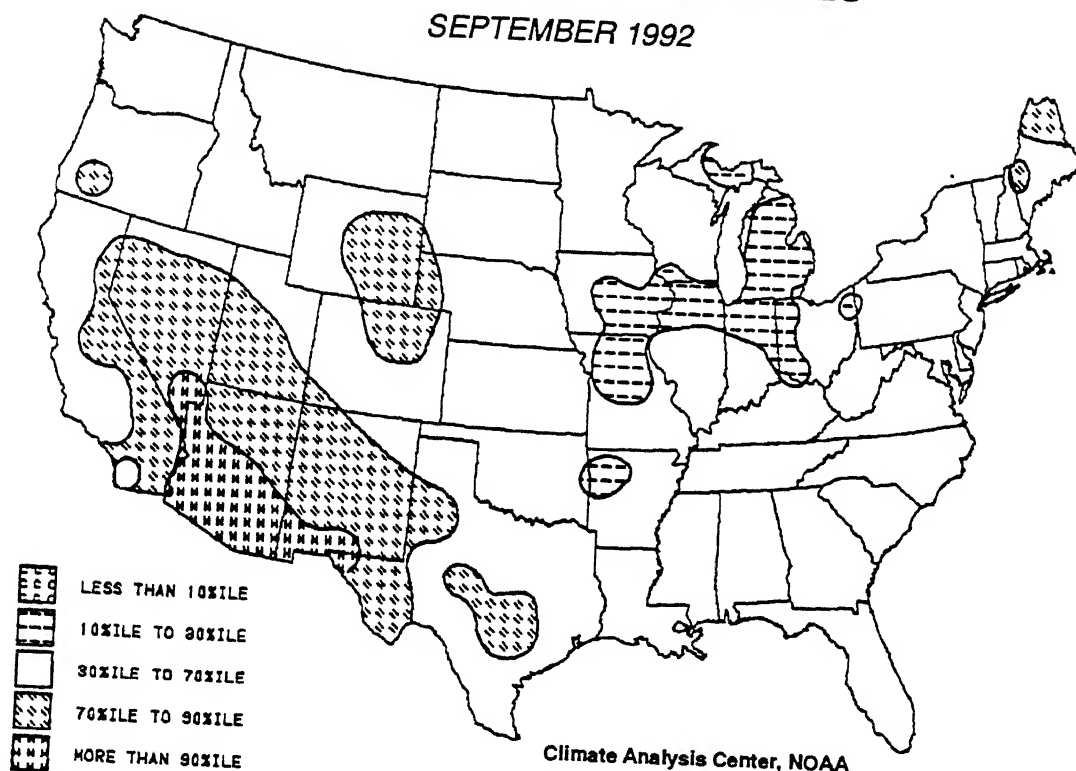 SEPTEMBER 1992
LESS THAN 10%ILE
10%ILE TO 30%ILE
30%ILE TO 70%ILE
70%ILE TO 90%ILE
MORE THAN 90%ILE
Climate Analysis Center, NOAA